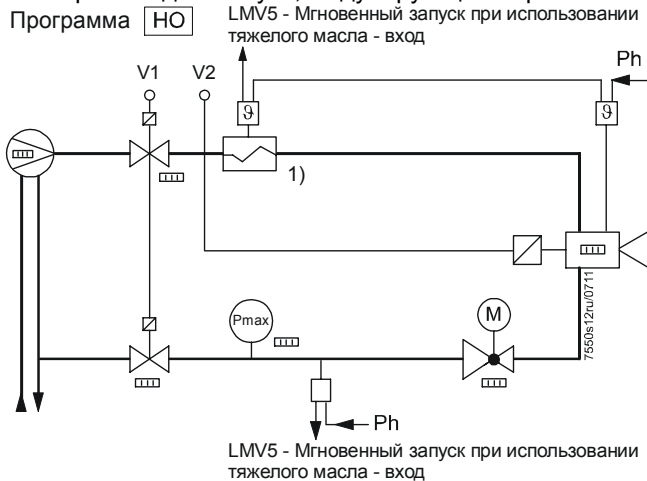 Программа HO
LMV5 - Мгновенный запуск при использовании
тяжелого масла - вход
Ph
V1
V2
ϑ
ϑ
1)
Pmax
M
7550s12ru/0711
Ph
LMV5 - Мгновенный запуск при использовании
тяжелого масла - вход